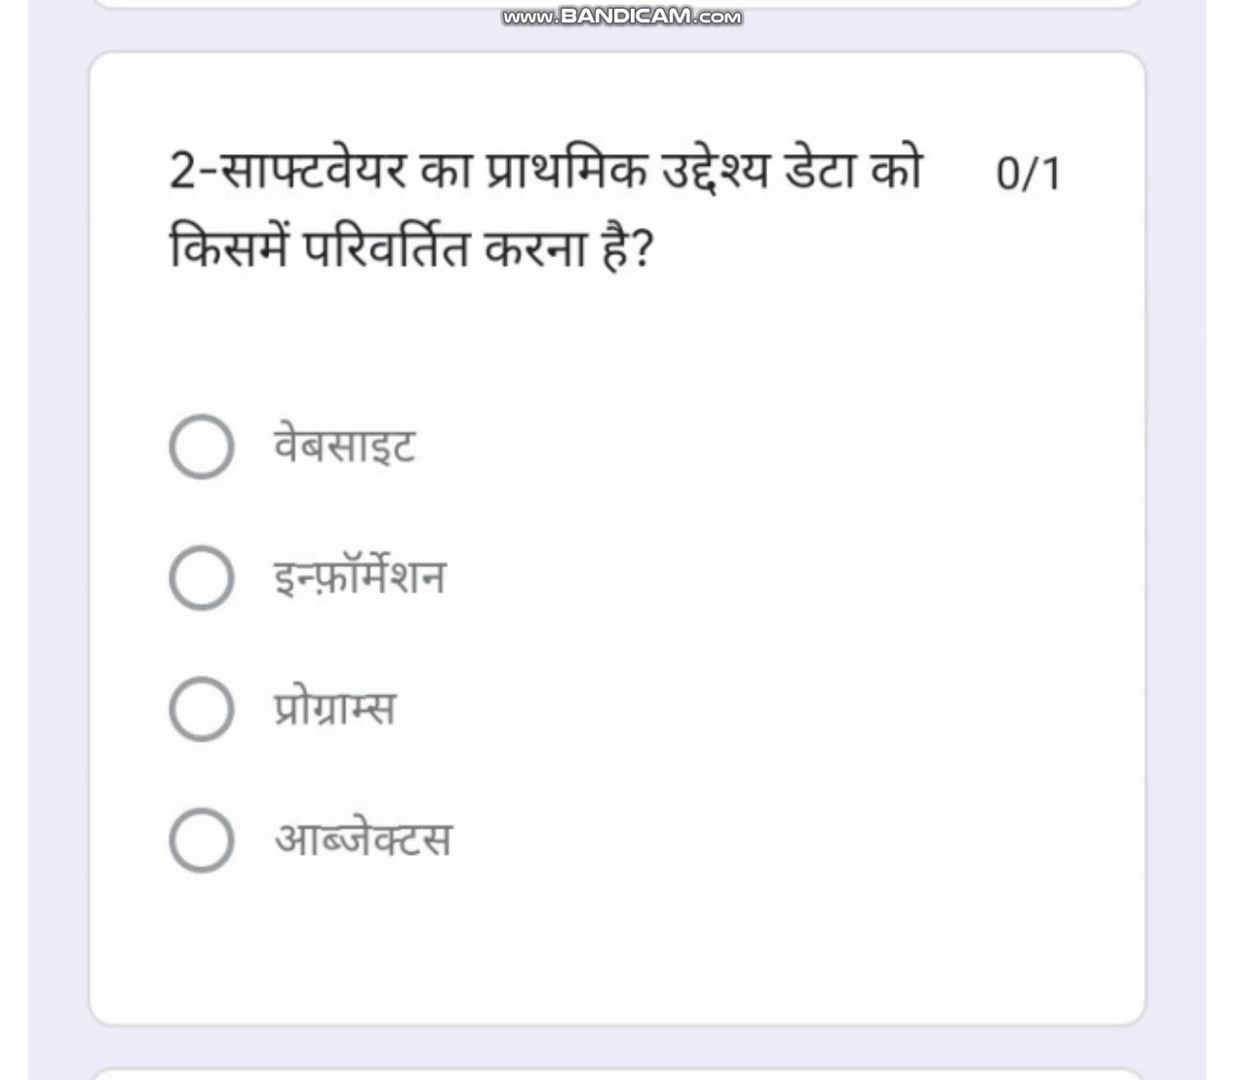 www.BANDICAM.com
2-साफ्टवेयर का प्राथमिक उद्देश्य डेटा को 0/1
किसमें परिवर्तित करना है?
वेबसाइट
इन्फ़ॉर्मेशन
प्रोग्राम्स
आब्जेक्टस